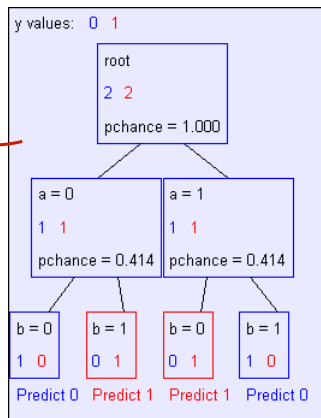 y values: 0 1
root
2 2
pchance = 1.000
a = 0
1 1
pchance = 0.414
a = 1
1 1
pchance = 0.414
b = 0
1 0
b = 1
0 1
b = 0
0 1
b = 1
1 0
Predict 0 Predict 1 Predict 1 Predict 0